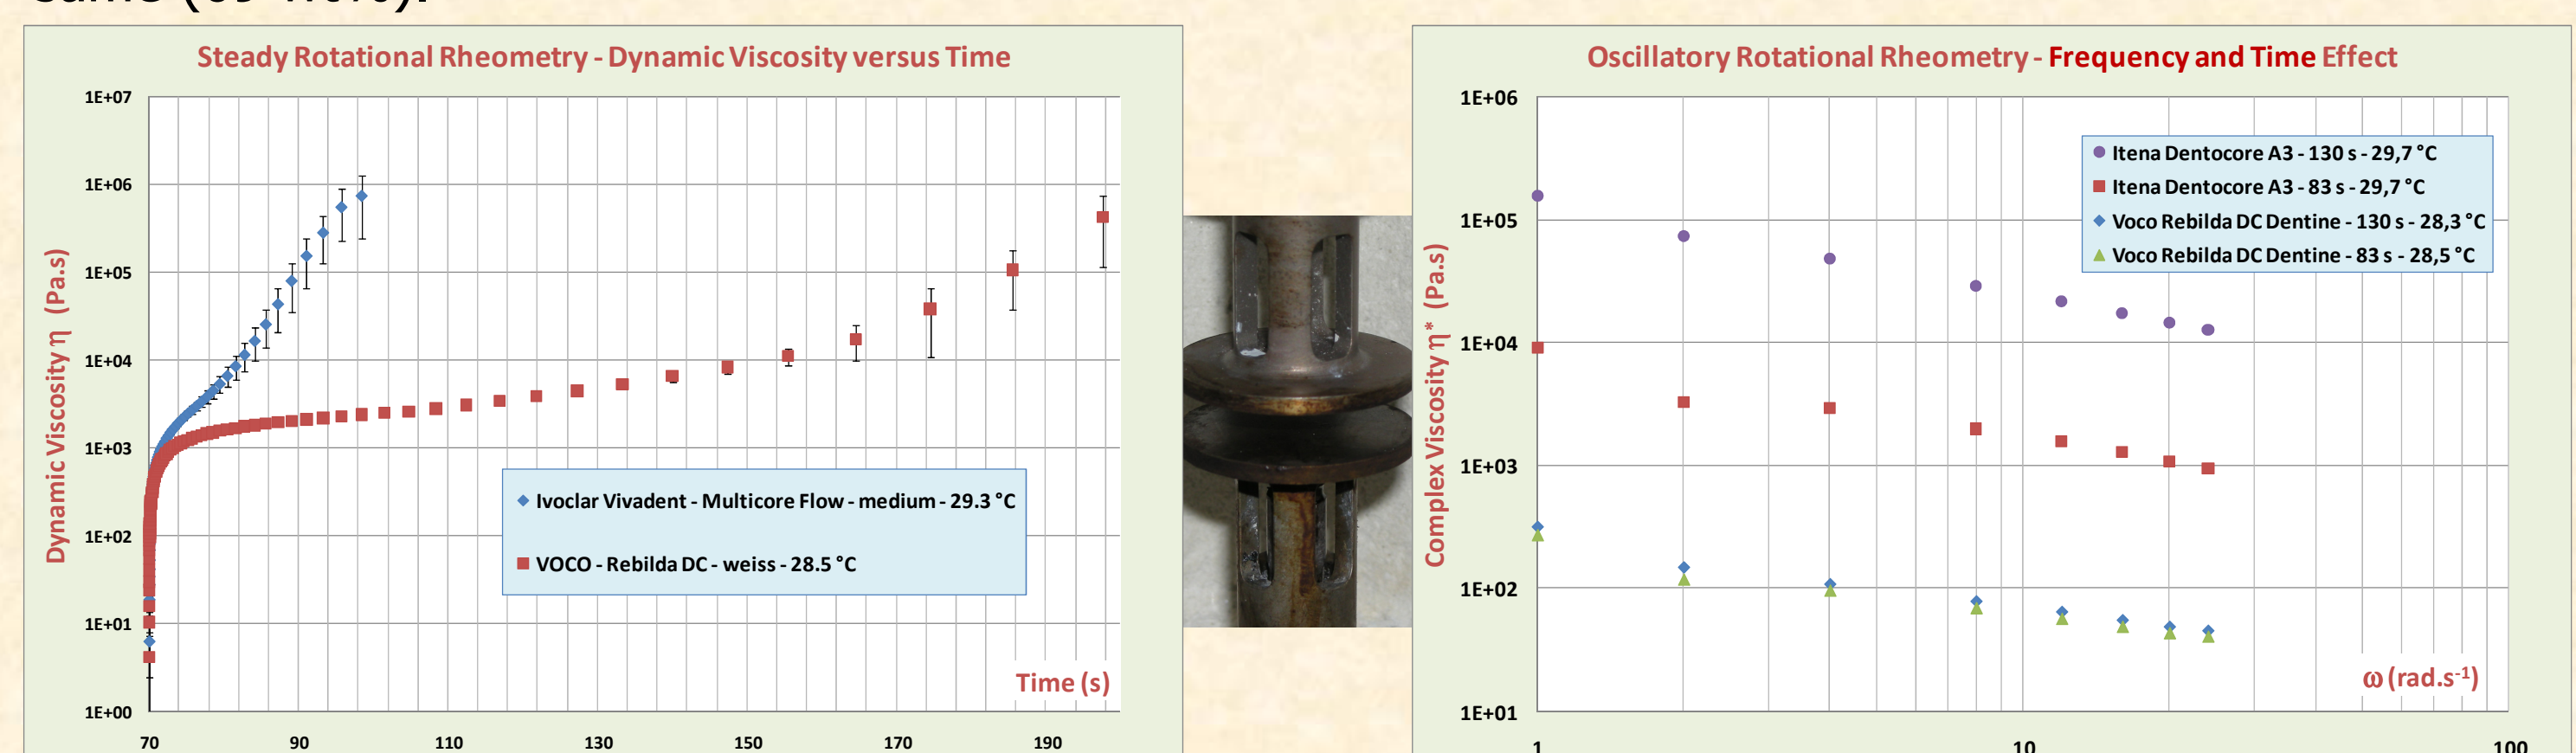 Steady Rotational Rheometry - Dynamic Viscosity versus Time
Dynamic Viscosity η (Pa.s)
1E+07
1E+06
1E+05
1E+04
1E+03
1E+02
1E+01
1E+00
Ivoclar Vivadent - Multicore Flow - medium - 29.3 °C
VOCO - Rebilda DC - weiss - 28.5 °C
Time (s)
70 90 110 130 150 170 190
Oscillatory Rotational Rheometry - Frequency and Time Effect
Complex Viscosity η* (Pa.s)
1E+06
1E+05
1E+04
1E+03
1E+02
1E+01
Itena Dentocore A3 - 130 s - 29,7 °C
Itena Dentocore A3 - 83 s - 29,7 °C
Voco Rebilda DC Dentine - 130 s - 28,3 °C
Voco Rebilda DC Dentine - 83 s - 28,5 °C
ω (rad.s⁻¹)
1 10 100